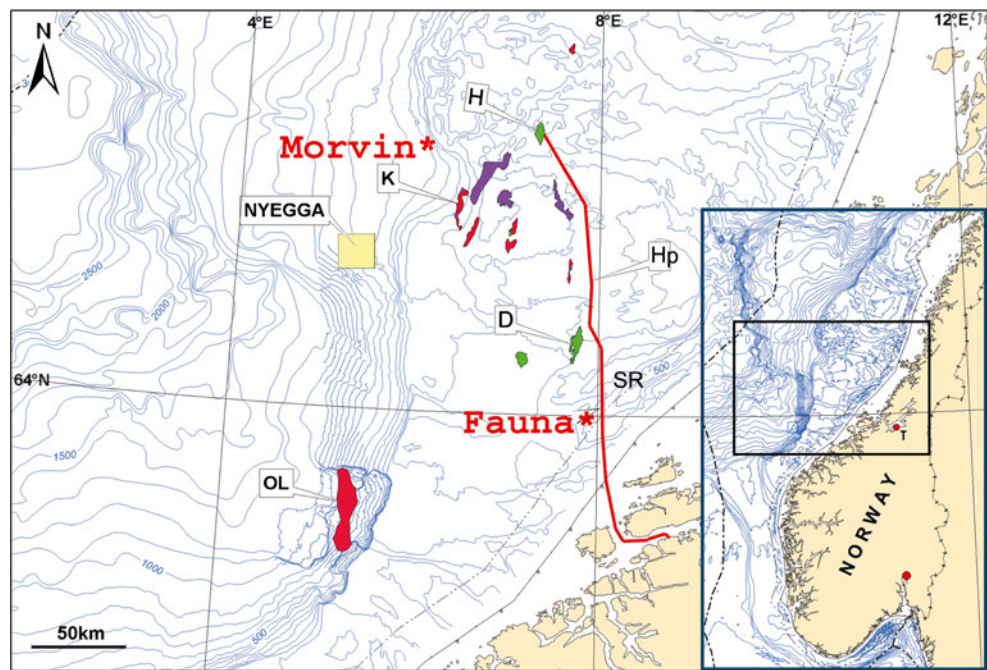 4°E
8°E
12°E
N
H
Morvin*
K
NYEGGA
Hp
2500
2000
D
500
64°N
SR
Fauna*
1500
OL
1000
500
50km
T
NORWAY